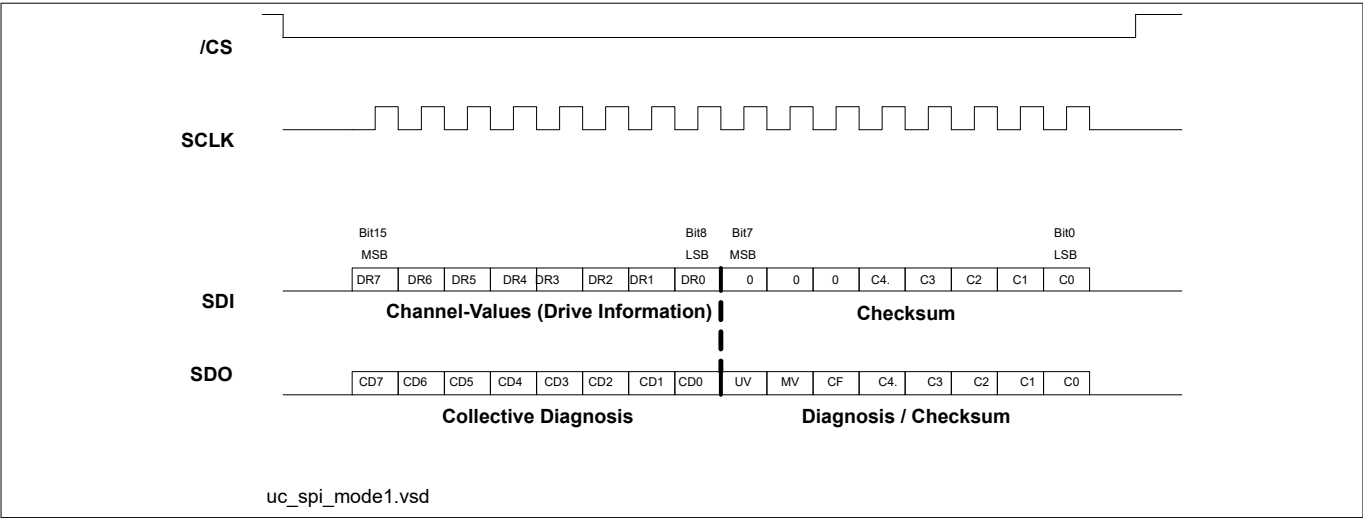 /CS
SCLK
Bit15 Bit8 Bit7 Bit0
MSB LSB MSB LSB
SDI DR7 DR6 DR5 DR4 DR3 DR2 DR1 DR0 0 0 0 C4. C3 C2 C1 C0
Channel-Values (Drive Information) Checksum
SDO CD7 CD6 CD5 CD4 CD3 CD2 CD1 CD0 UV MV CF C4. C3 C2 C1 C0
Collective Diagnosis Diagnosis / Checksum
uc_spi_mode1.vsd